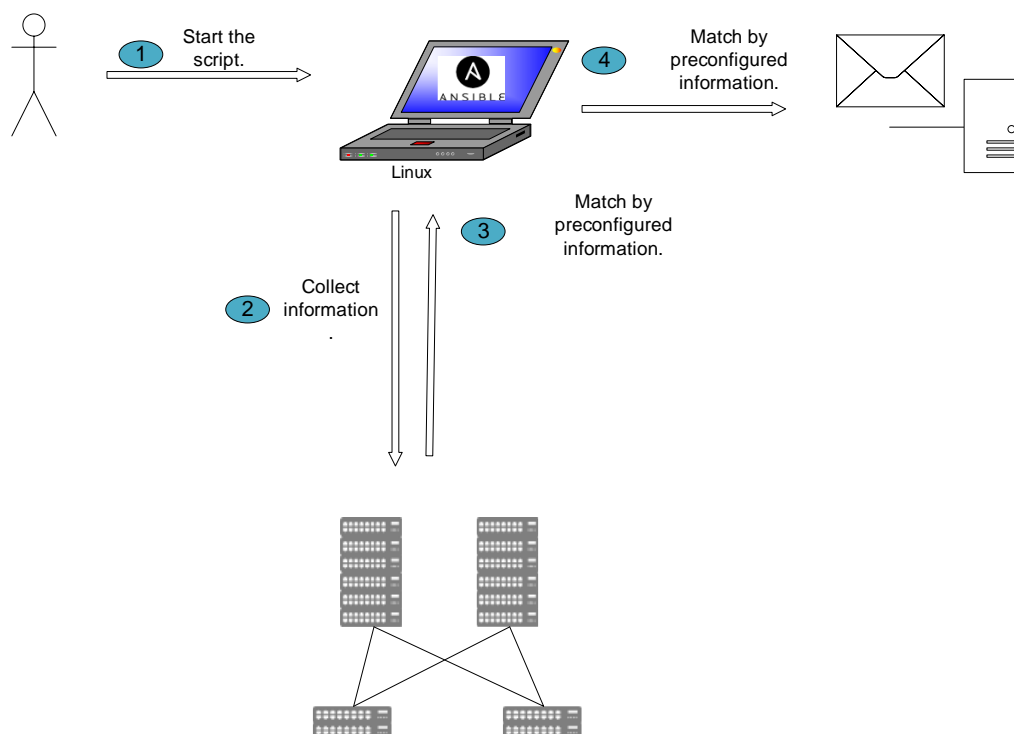 1
Start the
script.
ANSIBLE
Linux
4
Match by
preconfigured
information.
3
Match by
preconfigured
information.
2
Collect
information
.